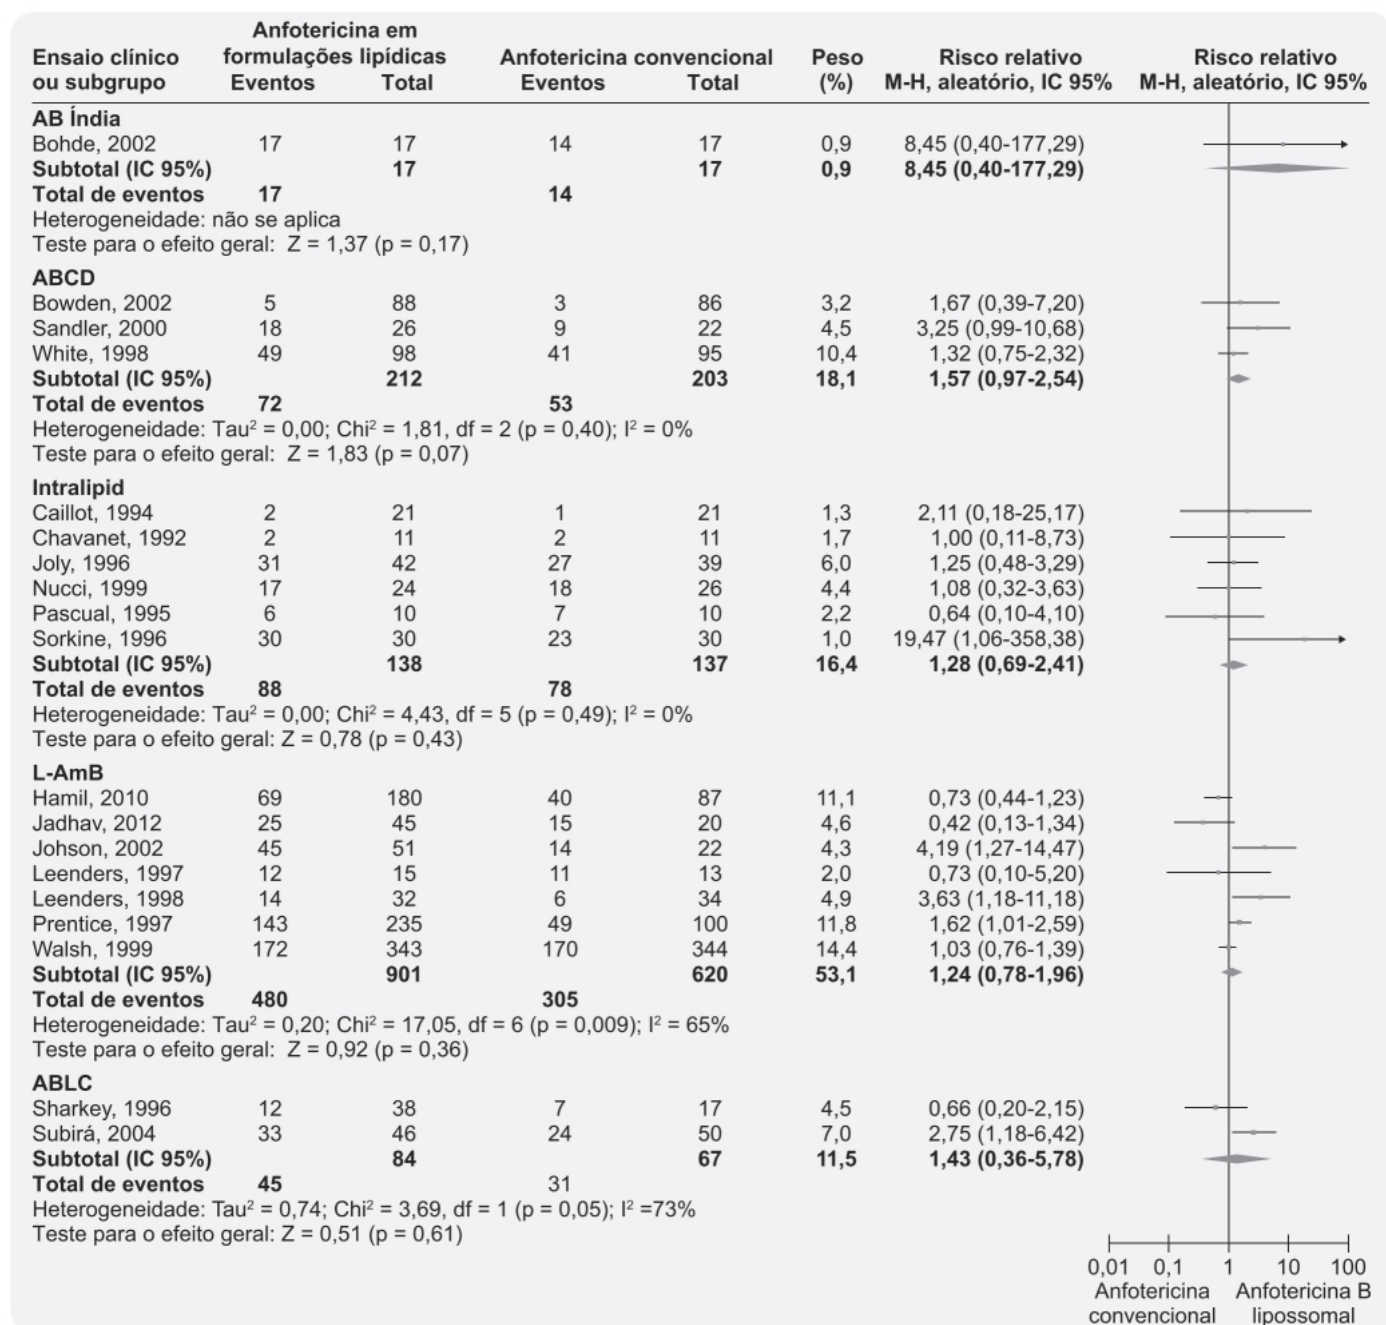 Anfotericina em
formulações lipídicas
Ensaio clínico Anfotericina convencional Peso Risco relativo Risco relativo
ou subgrupo Eventos Total Eventos Total (%) M-H, aleatório, IC 95% M-H, aleatório, IC 95%
AB Índia
Bohde, 2002 17 17 14 17 0,9 8,45 (0,40-177,29)
Subtotal (IC 95%) 17 17 0,9 8,45 (0,40-177,29)
Total de eventos 17 14
Heterogeneidade: não se aplica
Teste para o efeito geral: Z = 1,37 (p = 0,17)
ABCD
Bowden, 2002 5 88 3 86 3,2 1,67 (0,39-7,20)
Sandler, 2000 18 26 9 22 4,5 3,25 (0,99-10,68)
White, 1998 49 98 41 95 10,4 1,32 (0,75-2,32)
Subtotal (IC 95%) 212 203 18,1 1,57 (0,97-2,54)
Total de eventos 72 53
Heterogeneidade: Tau² = 0,00; Chi² = 1,81, df = 2 (p = 0,40); I² = 0%
Teste para o efeito geral: Z = 1,83 (p = 0,07)
Intralipid
Caillot, 1994 2 21 1 21 1,3 2,11 (0,18-25,17)
Chavanet, 1992 2 11 2 11 1,7 1,00 (0,11-8,73)
Joly, 1996 31 42 27 39 6,0 1,25 (0,48-3,29)
Nucci, 1999 17 24 18 26 4,4 1,08 (0,32-3,63)
Pascual, 1995 6 10 7 10 2,2 0,64 (0,10-4,10)
Sorkine, 1996 30 30 23 30 1,0 19,47 (1,06-358,38)
Subtotal (IC 95%) 138 137 16,4 1,28 (0,69-2,41)
Total de eventos 88 78
Heterogeneidade: Tau² = 0,00; Chi² = 4,43, df = 5 (p = 0,49); I² = 0%
Teste para o efeito geral: Z = 0,78 (p = 0,43)
L-AmB
Hamil, 2010 69 180 40 87 11,1 0,73 (0,44-1,23)
Jadhav, 2012 25 45 15 20 4,6 0,42 (0,13-1,34)
Johson, 2002 45 51 14 22 4,3 4,19 (1,27-14,47)
Leenders, 1997 12 15 11 13 2,0 0,73 (0,10-5,20)
Leenders, 1998 14 32 6 34 4,9 3,63 (1,18-11,18)
Prentice, 1997 143 235 49 100 11,8 1,62 (1,01-2,59)
Walsh, 1999 172 343 170 344 14,4 1,03 (0,76-1,39)
Subtotal (IC 95%) 901 620 53,1 1,24 (0,78-1,96)
Total de eventos 480 305
Heterogeneidade: Tau² = 0,20; Chi² = 17,05, df = 6 (p = 0,009); I² = 65%
Teste para o efeito geral: Z = 0,92 (p = 0,36)
ABLC
Sharkey, 1996 12 38 7 17 4,5 0,66 (0,20-2,15)
Subirá, 2004 33 46 24 50 7,0 2,75 (1,18-6,42)
Subtotal (IC 95%) 84 67 11,5 1,43 (0,36-5,78)
Total de eventos 45 31
Heterogeneidade: Tau² = 0,74; Chi² = 3,69, df = 1 (p = 0,05); I² =73%
Teste para o efeito geral: Z = 0,51 (p = 0,61)
0,01 0,1 1 10 100
Anfotericina Anfotericina B
convencional lipossomal